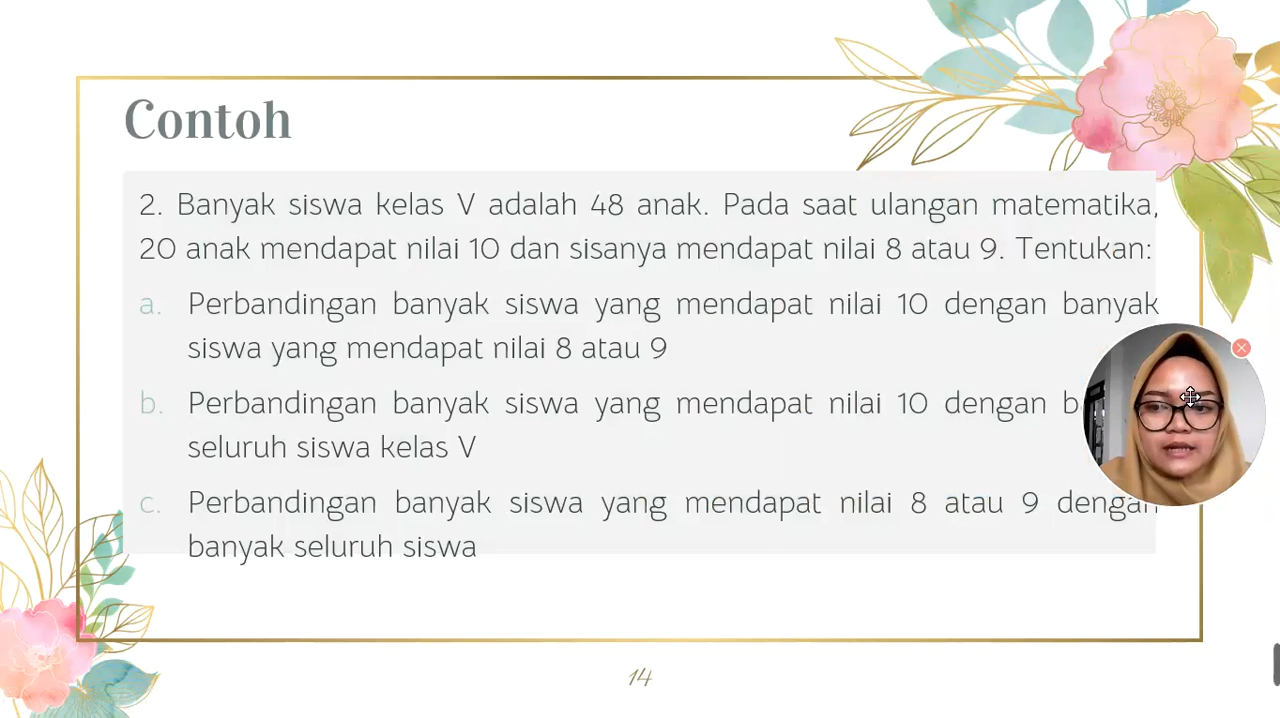 Contoh
2. Banyak siswa kelas V adalah 48 anak. Pada saat ulangan matematika,
20 anak mendapat nilai 10 dan sisanya mendapat nilai 8 atau 9. Tentukan:
a. Perbandingan banyak siswa yang mendapat nilai 10 dengan banyak
siswa yang mendapat nilai 8 atau 9
b. Perbandingan banyak siswa yang mendapat nilai 10 dengan
seluruh siswa kelas V
c. Perbandingan banyak siswa yang mendapat nilai 8 atau 9 dengan
banyak seluruh siswa
14